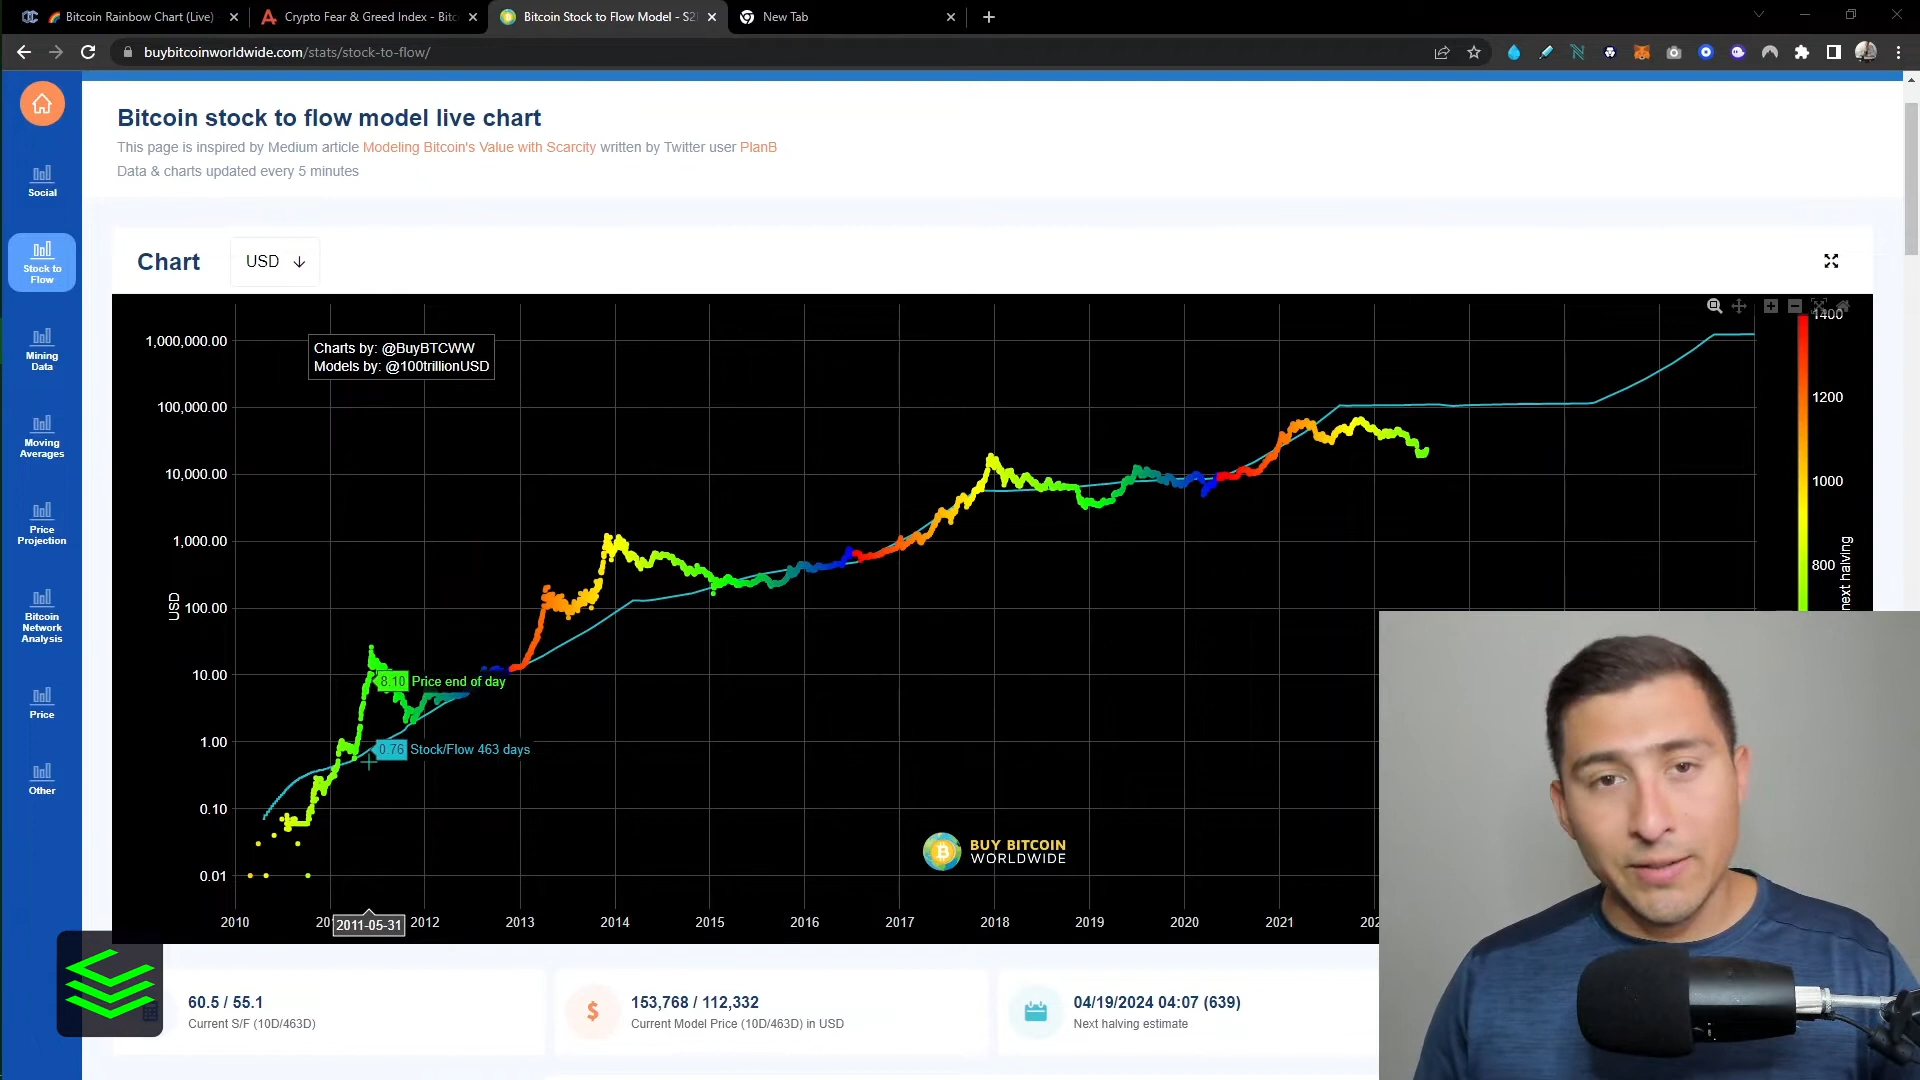 Bitcoin Rainbow Chart (Live)
Crypto Fear & Greed Index - Bitc
Bitcoin Stock to Flow Model - S2
New Tab
buybitcoinworldwide.com/stats/stock-to-flow/
Bitcoin stock to flow model live chart
This page is inspired by Medium article Modeling Bitcoin's Value with Scarcity written by Twitter user PlanB
Data & charts updated every 5 minutes
Social
Stock to
Flow
Mining
Data
Moving
Averages
Price
Projection
Bitcoin
Network
Analysis
Price
Other
Chart
USD
Charts by: @BuyBTCWW
Models by: @100trillionUSD
1,000,000.00
100,000.00
10,000.00
1,000.00
100.00
10.00
1.00
0.10
0.01
USD
8.10 Price end of day
0.76 Stock/Flow 463 days
BUY BITCOIN
WORLDWIDE
1400
1200
1000
800
next halving
2010
2011-05-31
2012
2013
2014
2015
2016
2017
2018
2019
2020
2021
60.5 / 55.1
Current S/F (10D/463D)
$
153,768 / 112,332
Current Model Price (10D/463D) in USD
04/19/2024 04:07 (639)
Next halving estimate